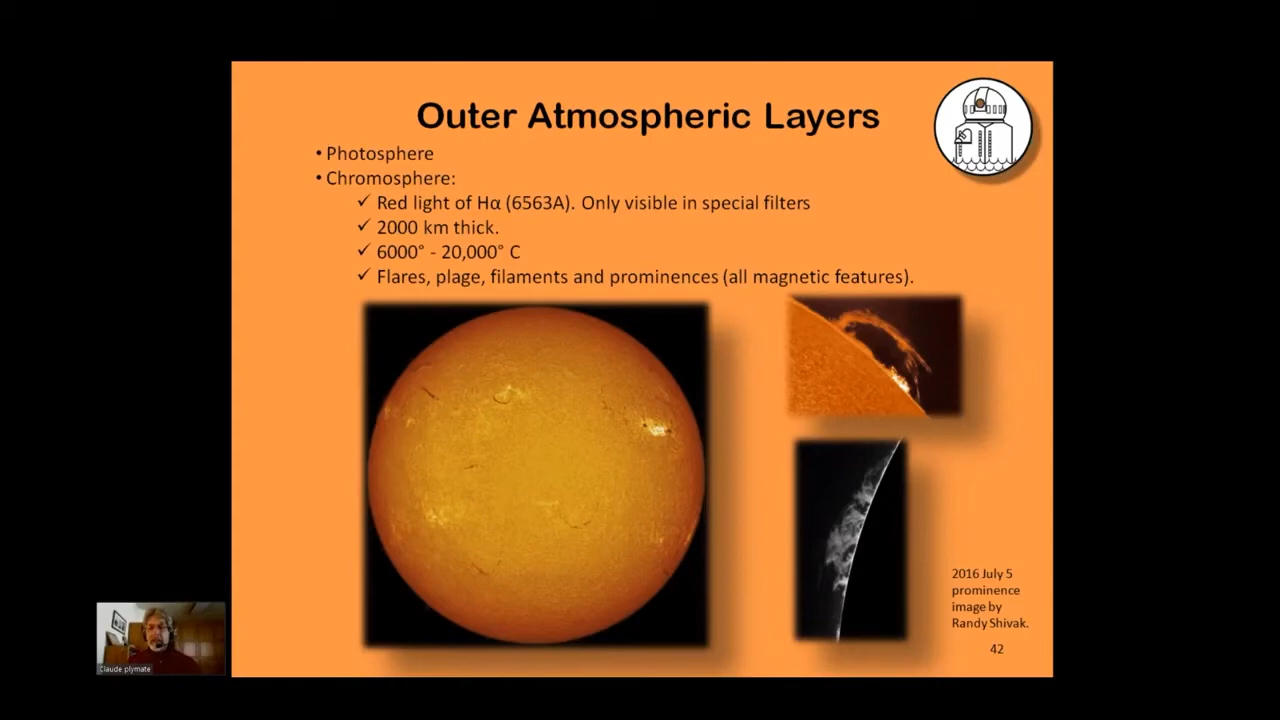 Outer Atmospheric Layers
• Photosphere
• Chromosphere:
✓ Red light of Hα (6563A). Only visible in special filters
✓ 2000 km thick.
✓ 6000° - 20,000° C
✓ Flares, plage, filaments and prominences (all magnetic features).
2016 July 5
prominence
image by
Randy Shivak.
42
Claude plymate